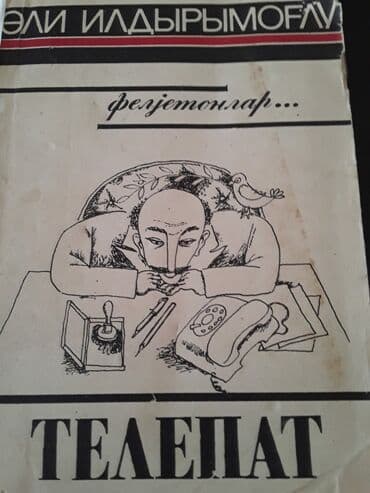 ӘЛИ ИЛДЫРЫМОҒЛУ
фелјетонлар...
ТЕЛЕПАТ